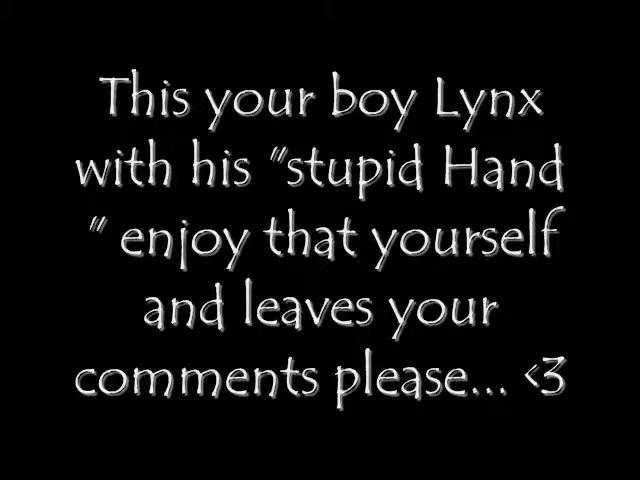 This your boy Lynx
with his "stupid Hand
" enjoy that yourself
and leaves your
comments please... <3